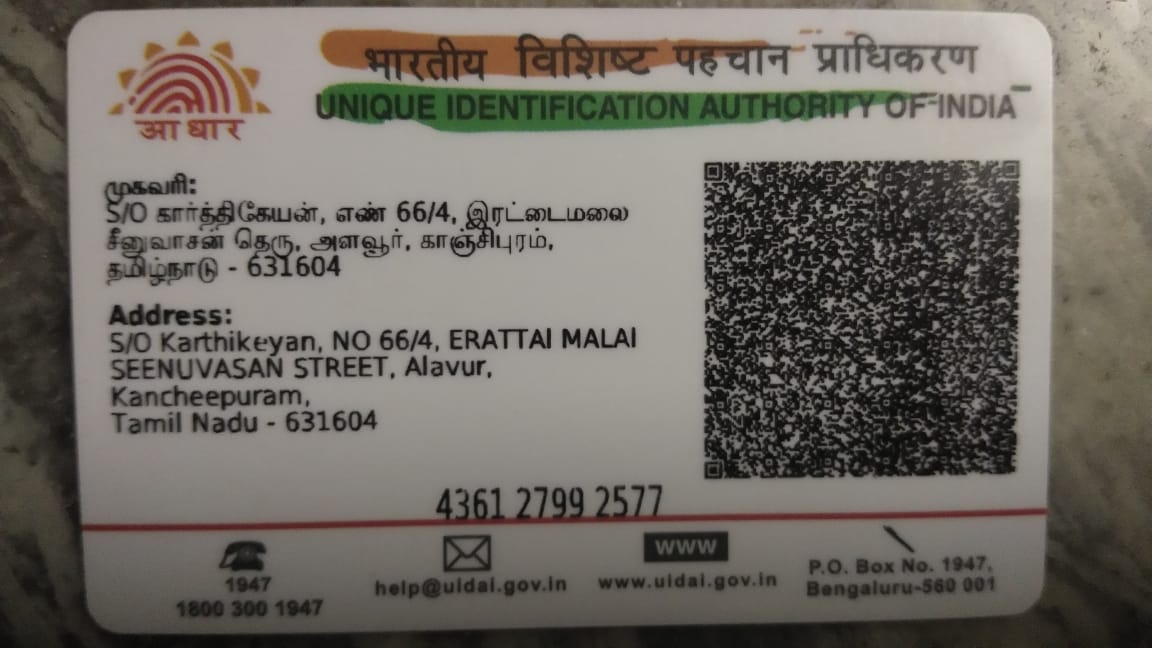 आधार
भारतीय विशिष्ट पहचान प्राधिकरण
UNIQUE IDENTIFICATION AUTHORITY OF INDIA
முகவரி:
S/O கார்த்திகேயன், எண் 66/4, இரட்டைமலை
சீனுவாசன் தெரு, அளவூர், காஞ்சிபுரம்,
தமிழ்நாடு - 631604
Address:
S/O Karthikeyan, NO 66/4, ERATTAI MALAI
SEENUVASAN STREET, Alavur,
Kancheepuram,
Tamil Nadu - 631604
4361 2799 2577
1947
1800 300 1947
help@uidai.gov.in
www
www.uidai.gov.in
P.O. Box No. 1947,
Bengaluru-560 001